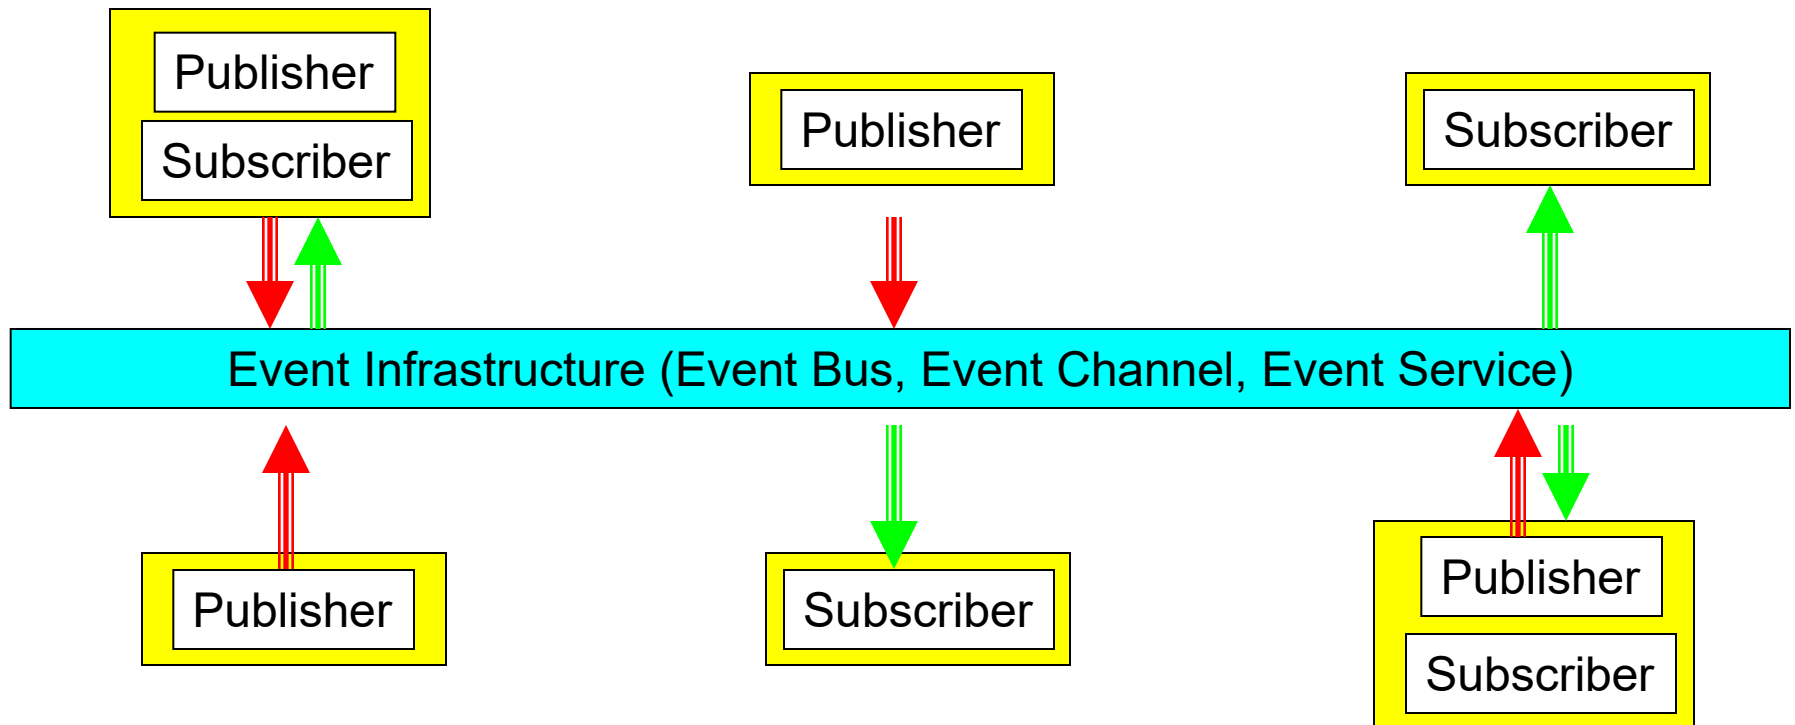 Publisher
Subscriber
Publisher
Subscriber
Event Infrastructure (Event Bus, Event Channel, Event Service)
Publisher
Subscriber
Publisher
Subscriber